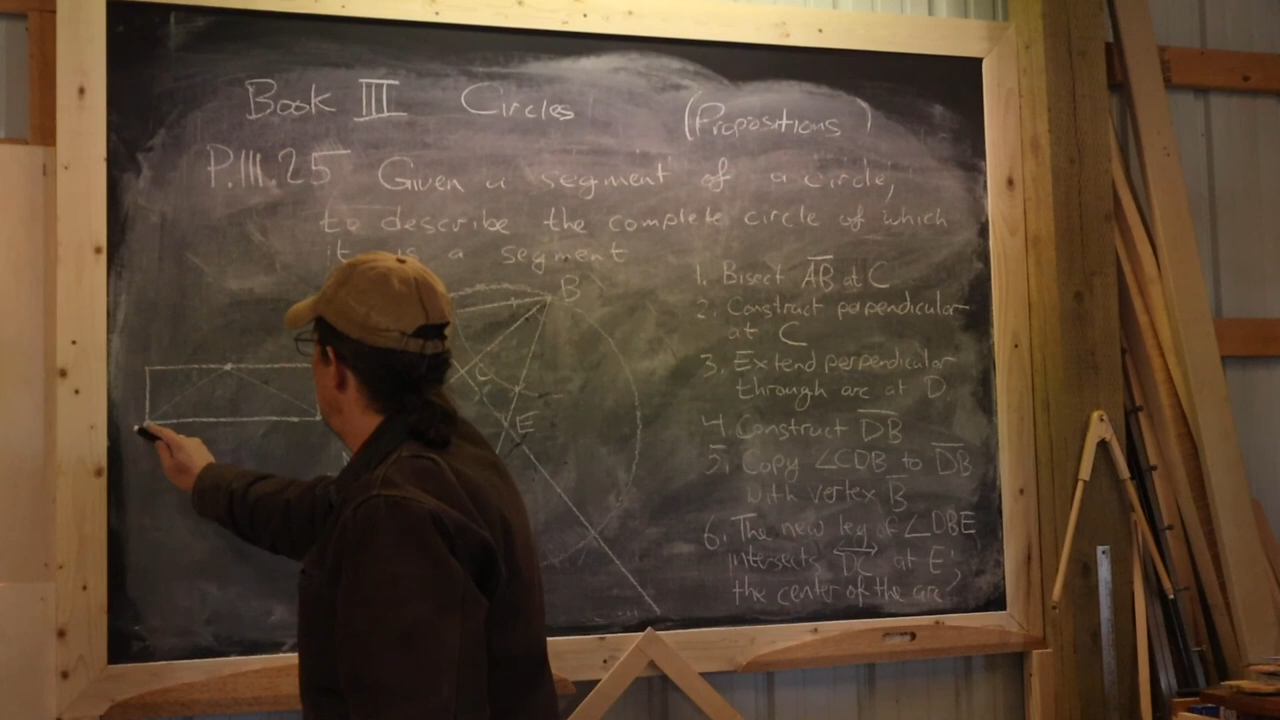 Book III Circles (Propositions)
P.III.25 Given a segment of a circle,
to describe the complete circle of which
it is a segment
B
C
E
1. Bisect AB at C
2. Construct perpendicular
at C
3. Extend perpendicular
through arc at D
4. Construct DB
5. Copy ∠CDB to DB
with vertex B
6. The new leg of ∠DBE
intersects DC at E,
the center of the arc?